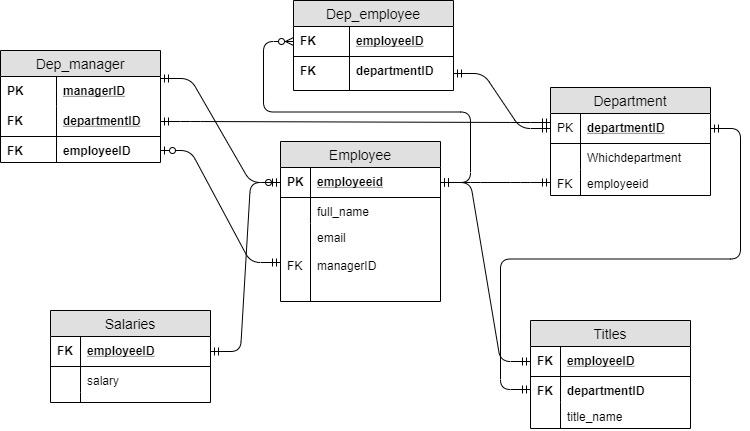 Dep_employee
FK employeeID
FK departmentID
Dep_manager
PK managerID
FK departmentID
FK employeeID
Department
PK departmentID
Whichdepartment
FK employeeid
Employee
PK employeeid
full_name
email
FK managerID
Salaries
FK employeeID
salary
Titles
FK employeeID
FK departmentID
title_name